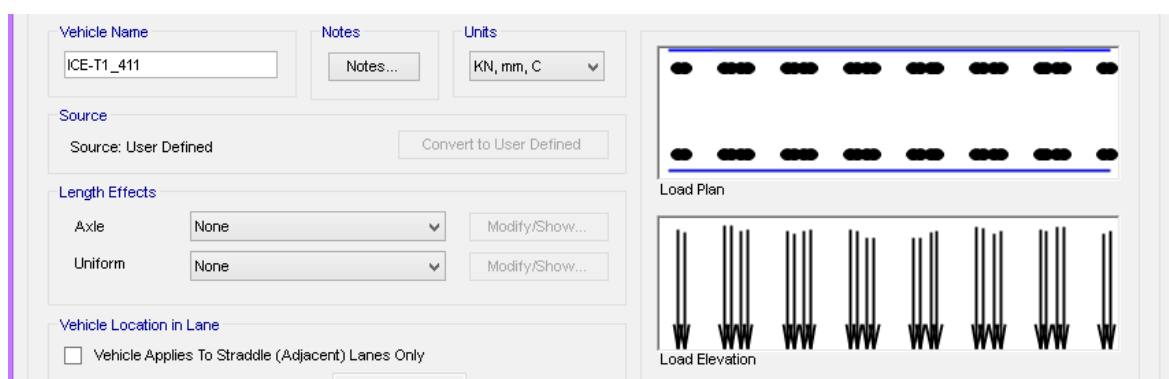 Vehicle Name
Notes
Units
ICE-T1_411
Notes...
KN, mm, C
Source
Source: User Defined
Convert to User Defined
Load Plan
Length Effects
Axle
None
Modify/Show...
Uniform
None
Modify/Show...
Vehicle Location in Lane
Vehicle Applies To Straddle (Adjacent) Lanes Only
Load Elevation